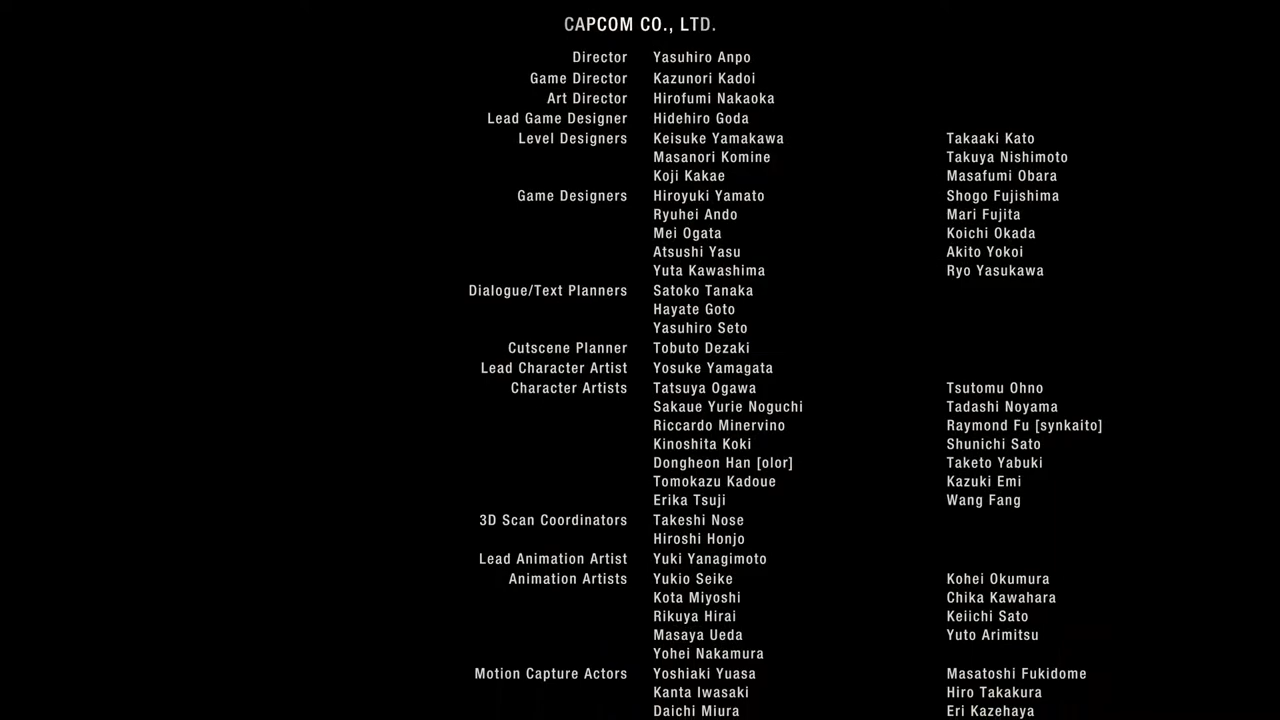 CAPCOM CO., LTD.
Director Yasuhiro Anpo
Game Director Kazunori Kadoi
Art Director Hirofumi Nakaoka
Lead Game Designer Hidehiro Goda
Level Designers Keisuke Yamakawa Takaaki Kato
Masanori Komine Takuya Nishimoto
Koji Kakae Masafumi Obara
Game Designers Hiroyuki Yamato Shogo Fujishima
Ryuhei Ando Mari Fujita
Mei Ogata Koichi Okada
Atsushi Yasu Akito Yokoi
Yuta Kawashima Ryo Yasukawa
Dialogue/Text Planners Satoko Tanaka
Hayate Goto
Yasuhiro Seto
Cutscene Planner Tobuto Dezaki
Lead Character Artist Yosuke Yamagata
Character Artists Tatsuya Ogawa Tsutomu Ohno
Sakaue Yurie Noguchi Tadashi Noyama
Riccardo Minervino Raymond Fu [synkaito]
Kinoshita Koki Shunichi Sato
Dongheon Han [olor] Taketo Yabuki
Tomokazu Kadoue Kazuki Emi
Erika Tsuji Wang Fang
3D Scan Coordinators Takeshi Nose
Hiroshi Honjo
Lead Animation Artist Yuki Yanagimoto
Animation Artists Yukio Seike Kohei Okumura
Kota Miyoshi Chika Kawahara
Rikuya Hirai Keiichi Sato
Masaya Ueda Yuto Arimitsu
Yohei Nakamura
Motion Capture Actors Yoshiaki Yuasa Masatoshi Fukidome
Kanta Iwasaki Hiro Takakura
Daichi Miura Eri Kazehaya